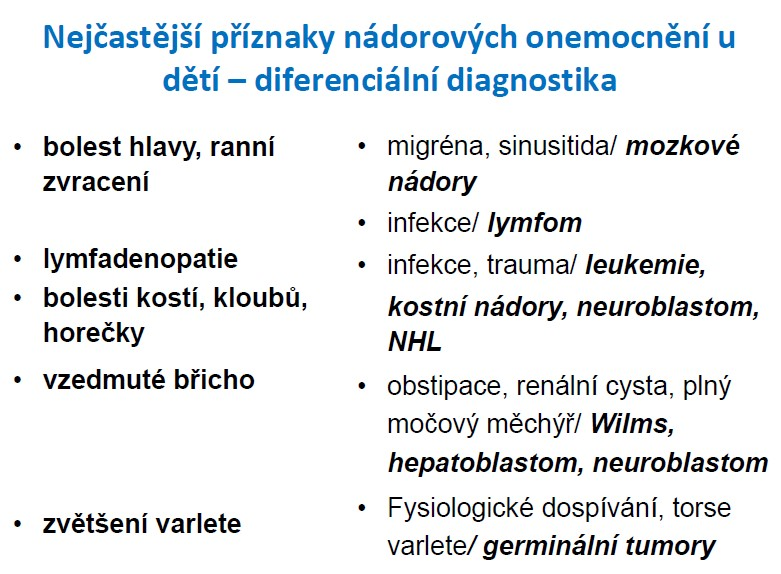 Nejčastější příznaky nádorových onemocnění u
dětí – diferenciální diagnostika
• bolest hlavy, ranní
zvracení
• lymfadenopatie
• bolesti kostí, kloubů,
horečky
• vzedmuté břicho
• zvětšení varlete
• migréna, sinusitida/ mozkové
nádory
• infekce/ lymfom
• infekce, trauma/ leukemie,
kostní nádory, neuroblastom,
NHL
• obstipace, renální cysta, plný
močový měchýř/ Wilms,
hepatoblastom, neuroblastom
• Fysiologické dospívání, torse
varlete/ germinální tumory